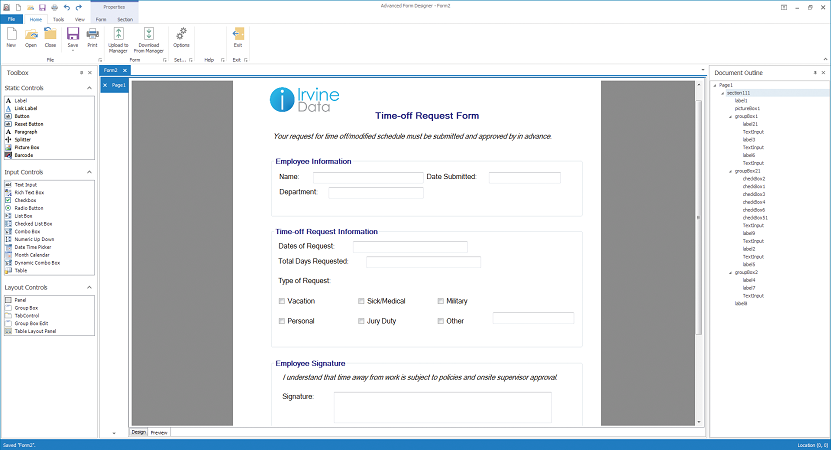 Properties
Advanced Form Designer - Form2
File Home Tools View Form Section
New Open Close Save Print Upload to Manager Download From Manager Options Exit
File Form Set... Help Exit
Toolbox
Static Controls
A Label
A Link Label
Button
Reset Button
A Paragraph
Splitter
Picture Box
Barcode
Input Controls
Text Input
Rich Text Box
Checkbox
Radio Button
List Box
Checked List Box
Combo Box
Numeric Up Down
Date Time Picker
Month Calendar
Dynamic Combo Box
Table
Layout Controls
Panel
Group Box
TabControl
Group Box Edit
Table Layout Panel
Form2
Page1
Irvine
Data
Time-off Request Form
Your request for time off/modified schedule must be submitted and approved by in advance.
Employee Information
Name: Date Submitted:
Department:
Time-off Request Information
Dates of Request:
Total Days Requested:
Type of Request:
Vacation Sick/Medical Military
Personal Jury Duty Other
Employee Signature
I understand that time away from work is subject to policies and onsite supervisor approval.
Signature:
Design Preview
Document Outline
Page1
section111
label1
pictureBox1
groupBox1
label21
TextInput
label3
TextInput
label6
TextInput
groupBox21
checkBox2
checkBox1
checkBox3
checkBox4
checkBox6
checkBox51
TextInput
label9
TextInput
label2
TextInput
label5
groupBox2
label4
label7
TextInput
label8
Saved "Form2".
Location (0, 0)